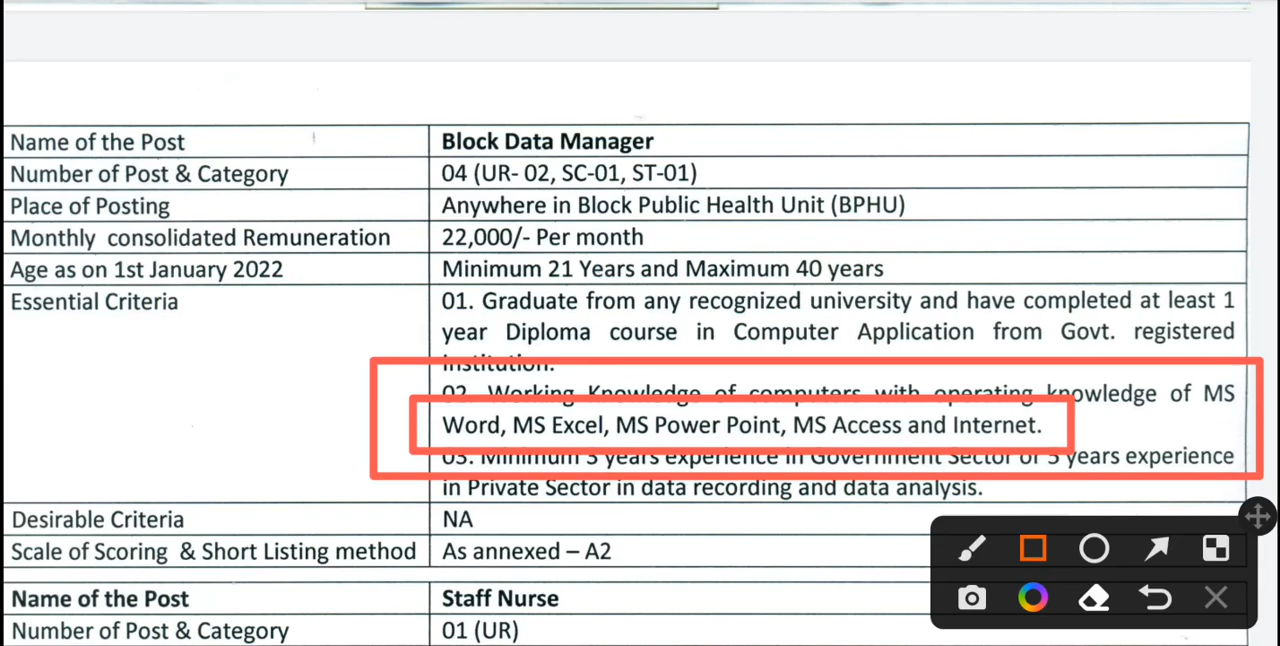 Name of the Post Block Data Manager
Number of Post & Category 04 (UR- 02, SC-01, ST-01)
Place of Posting Anywhere in Block Public Health Unit (BPHU)
Monthly consolidated Remuneration 22,000/- Per month
Age as on 1st January 2022 Minimum 21 Years and Maximum 40 years
Essential Criteria 01. Graduate from any recognized university and have completed at least 1
year Diploma course in Computer Application from Govt. registered
institution.
02. Working Knowledge of computers with operating knowledge of MS
Word, MS Excel, MS Power Point, MS Access and Internet.
03. Minimum 3 years experience in Government Sector or 5 years experience
in Private Sector in data recording and data analysis.
Desirable Criteria NA
Scale of Scoring & Short Listing method As annexed – A2
Name of the Post Staff Nurse
Number of Post & Category 01 (UR)